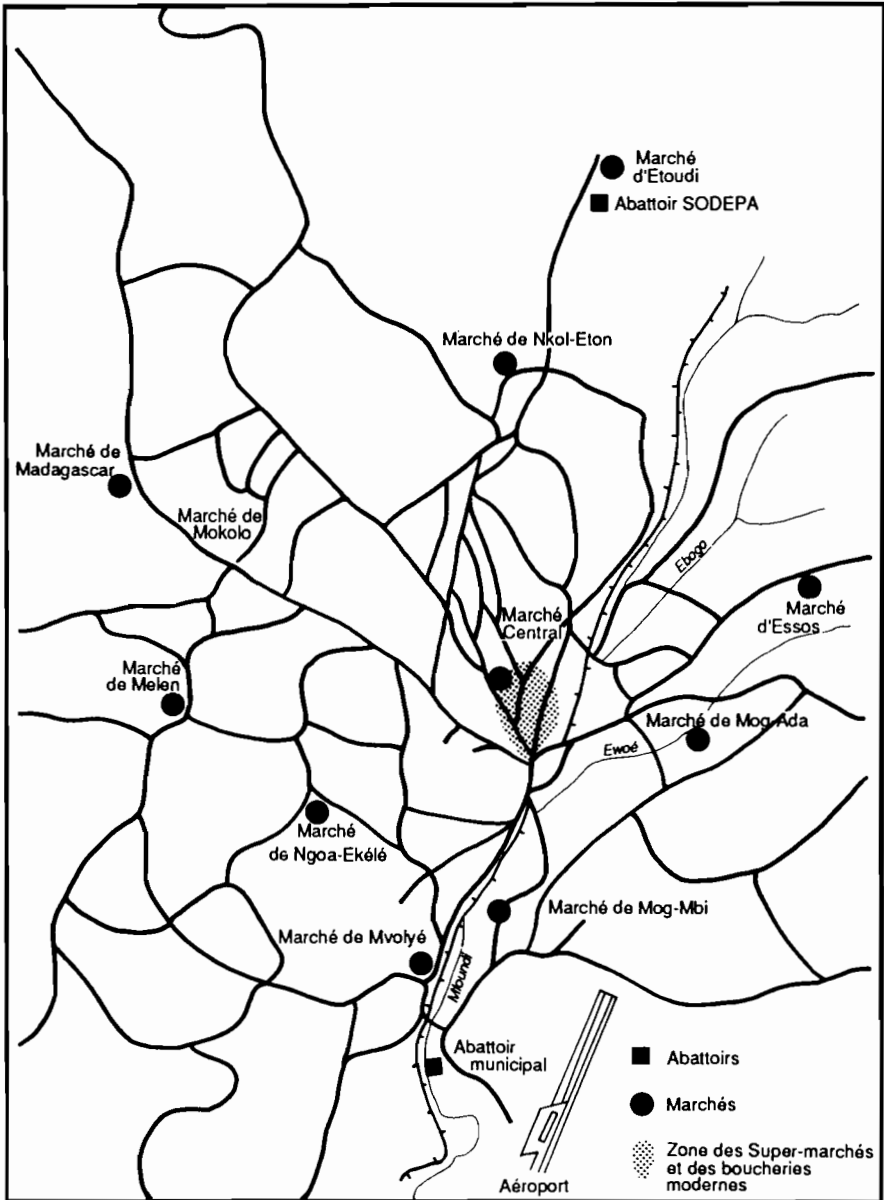 Marché
d'Etoudi
Abattoir SODEPA
Marché de Nkol-Eton
Marché de
Madagascar
Marché de
Mokolo
Ebogo
Marché
Central
Marché
d'Essos
Marché
de Melen
Marché de Mog-Ada
Ewoé
Marché
de Ngoa-Ekélé
Marché de Mog-Mbi
Marché de Mvolyé
Mfoundi
Abattoir
municipal
Abattoirs
Marchés
Zone des Super-marchés
et des boucheries
modernes
Aéroport